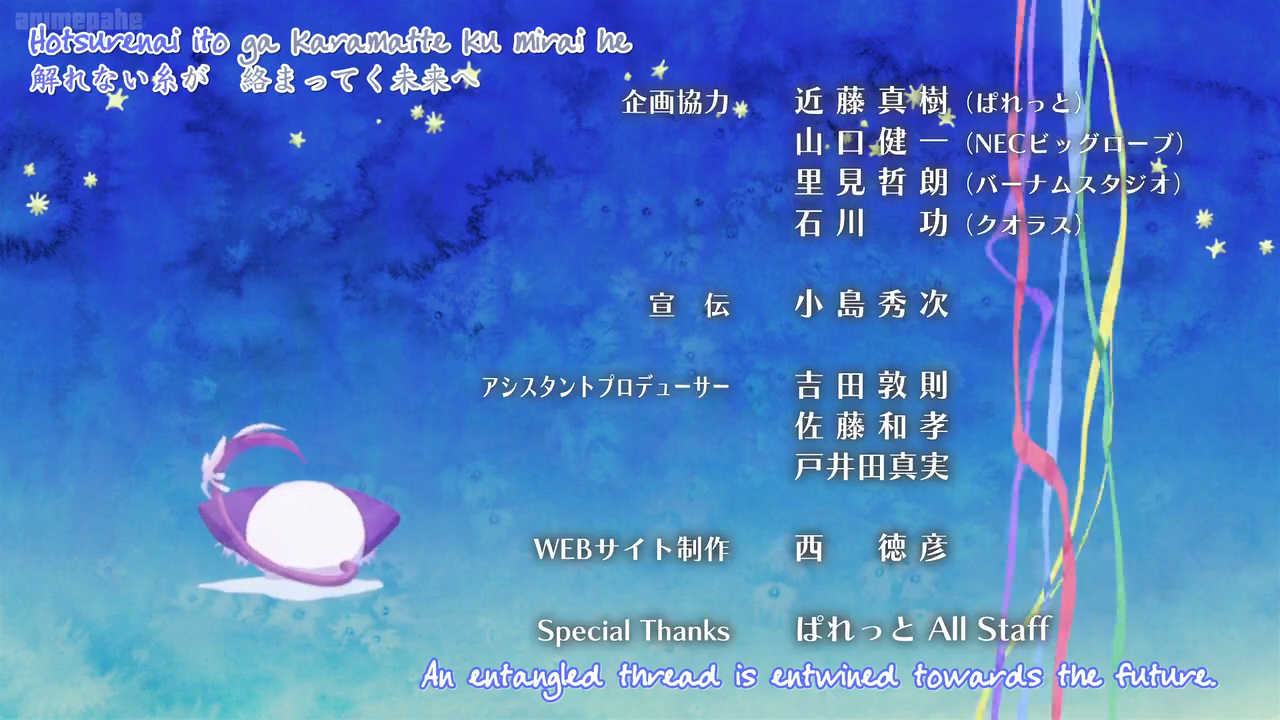 animepahe
Hotsurenai ito ga karamatte ku mirai he
解れない糸が 絡まってく未来へ
企画協力 近藤真樹（ぱれっと）
山口健一（NECビッグローブ）
里見哲朗（バーナムスタジオ）
石川 功（クオラス）
宣 伝 小島秀次
アシスタントプロデューサー 吉田敦則
佐藤和孝
戸井田真実
WEBサイト制作 西 徳彦
Special Thanks ぱれっと All Staff
An entangled thread is entwined towards the future.